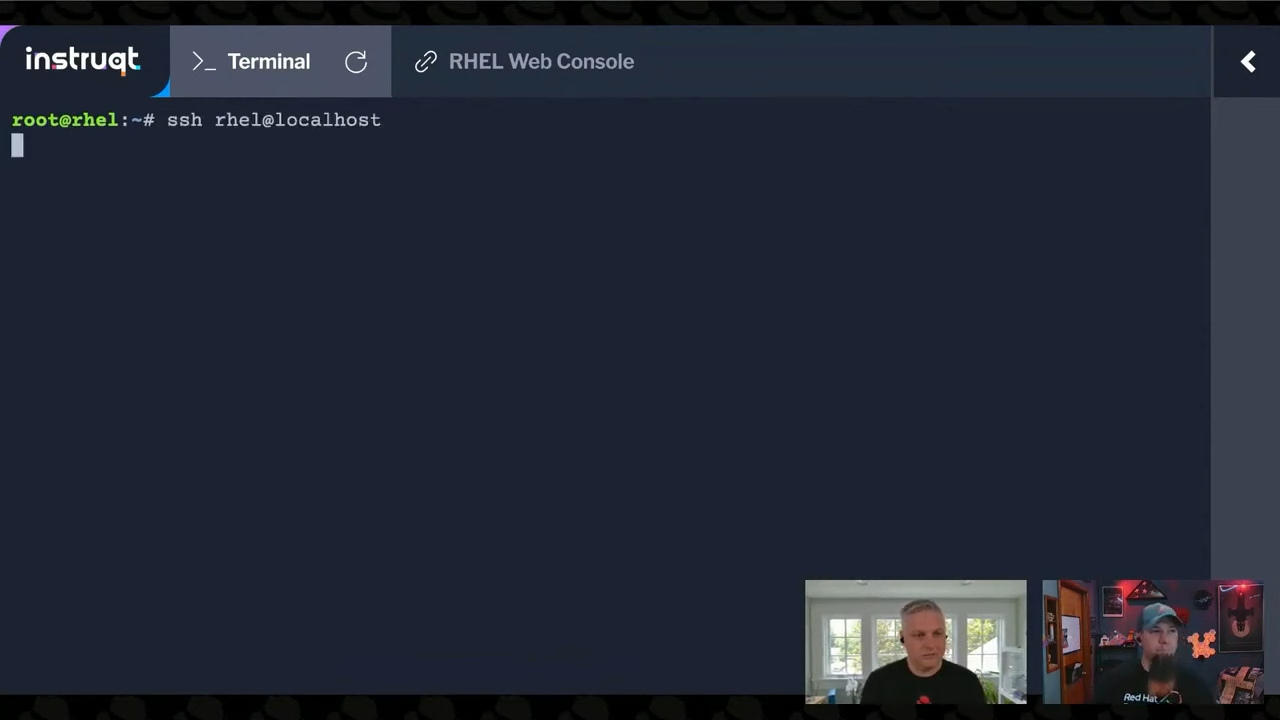 instruqt
>_ Terminal
RHEL Web Console
root@rhel:~# ssh rhel@localhost
Red Hat